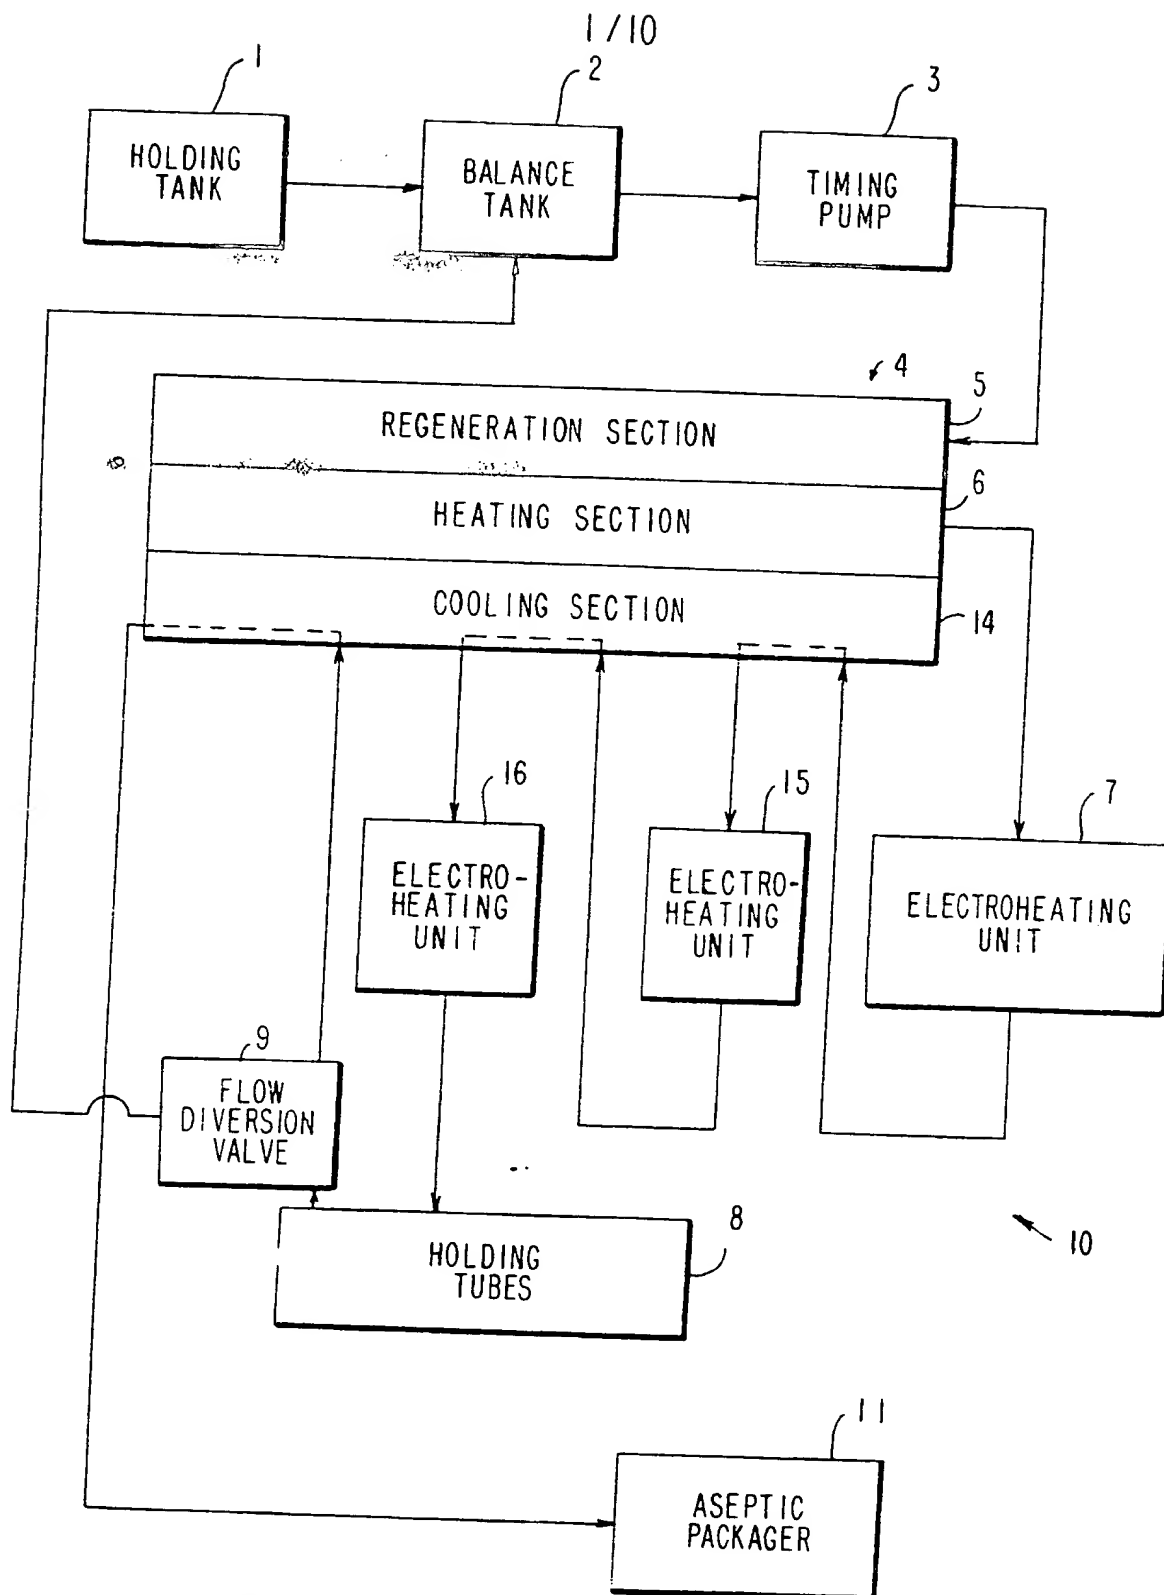 1/10
1
2
3
HOLDING
TANK
BALANCE
TANK
TIMING
PUMP
4
5
REGENERATION SECTION
6
HEATING SECTION
COOLING SECTION
14
16
15
7
ELECTRO-
HEATING
UNIT
ELECTRO-
HEATING
UNIT
ELECTROHEATING
UNIT
9
FLOW
DIVERSION
VALVE
8
HOLDING
TUBES
10
11
ASEPTIC
PACKAGER